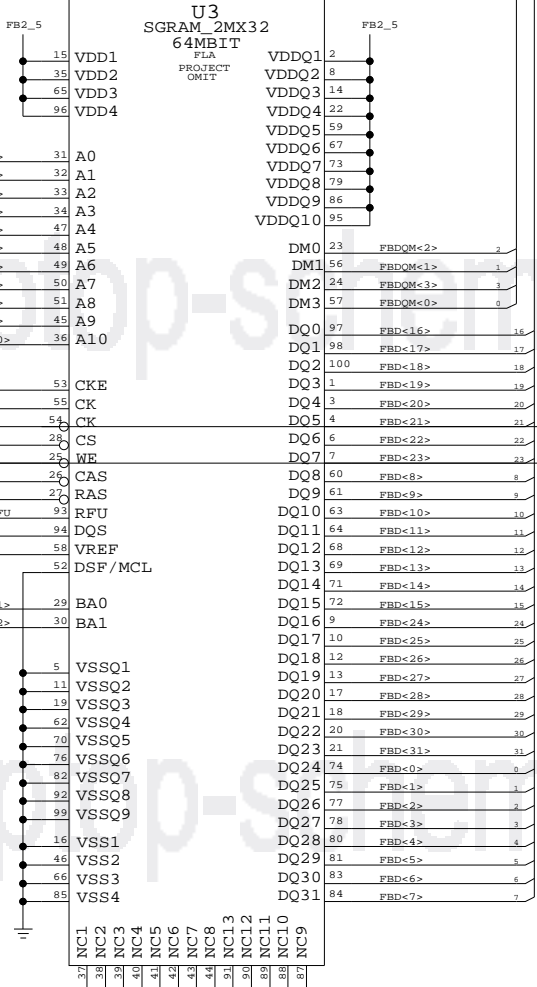 U3
SGRAM_2MX32
64MBIT
FLA
PROJECT
OMIT
FB2_5
FB2_5
15 VDD1
35 VDD2
65 VDD3
96 VDD4
31 A0
32 A1
33 A2
34 A3
47 A4
48 A5
49 A6
50 A7
51 A8
45 A9
36 A10
53 CKE
55 CK
54 CK
28 CS
25 WE
26 CAS
27 RAS
93 RFU
94 DQS
58 VREF
52 DSF/MCL
29 BA0
30 BA1
5 VSSQ1
11 VSSQ2
19 VSSQ3
62 VSSQ4
70 VSSQ5
76 VSSQ6
82 VSSQ7
92 VSSQ8
99 VSSQ9
16 VSS1
46 VSS2
66 VSS3
85 VSS4
VDDQ1 2
VDDQ2 8
VDDQ3 14
VDDQ4 22
VDDQ5 59
VDDQ6 67
VDDQ7 73
VDDQ8 79
VDDQ9 86
VDDQ10 95
DM0 23 FBDQM<2> 2
DM1 56 FBDQM<1> 1
DM2 24 FBDQM<3> 3
DM3 57 FBDQM<0> 0
DQ0 97 FBD<16> 16
DQ1 98 FBD<17> 17
DQ2 100 FBD<18> 18
DQ3 1 FBD<19> 19
DQ4 3 FBD<20> 20
DQ5 4 FBD<21> 21
DQ6 6 FBD<22> 22
DQ7 7 FBD<23> 23
DQ8 60 FBD<8> 8
DQ9 61 FBD<9> 9
DQ10 63 FBD<10> 10
DQ11 64 FBD<11> 11
DQ12 68 FBD<12> 12
DQ13 69 FBD<13> 13
DQ14 71 FBD<14> 14
DQ15 72 FBD<15> 15
DQ16 9 FBD<24> 24
DQ17 10 FBD<25> 25
DQ18 12 FBD<26> 26
DQ19 13 FBD<27> 27
DQ20 17 FBD<28> 28
DQ21 18 FBD<29> 29
DQ22 20 FBD<30> 30
DQ23 21 FBD<31> 31
DQ24 74 FBD<0> 0
DQ25 75 FBD<1> 1
DQ26 77 FBD<2> 2
DQ27 78 FBD<3> 3
DQ28 80 FBD<4> 4
DQ29 81 FBD<5> 5
DQ30 83 FBD<6> 6
DQ31 84 FBD<7> 7
37 NC1
38 NC2
39 NC3
40 NC4
41 NC5
42 NC6
43 NC7
44 NC8
91 NC13
90 NC12
89 NC11
88 NC10
87 NC9